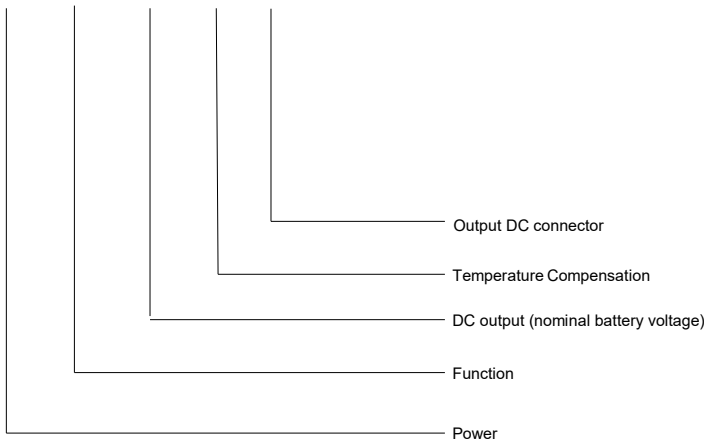 Output DC connector
Temperature Compensation
DC output (nominal battery voltage)
Function
Power